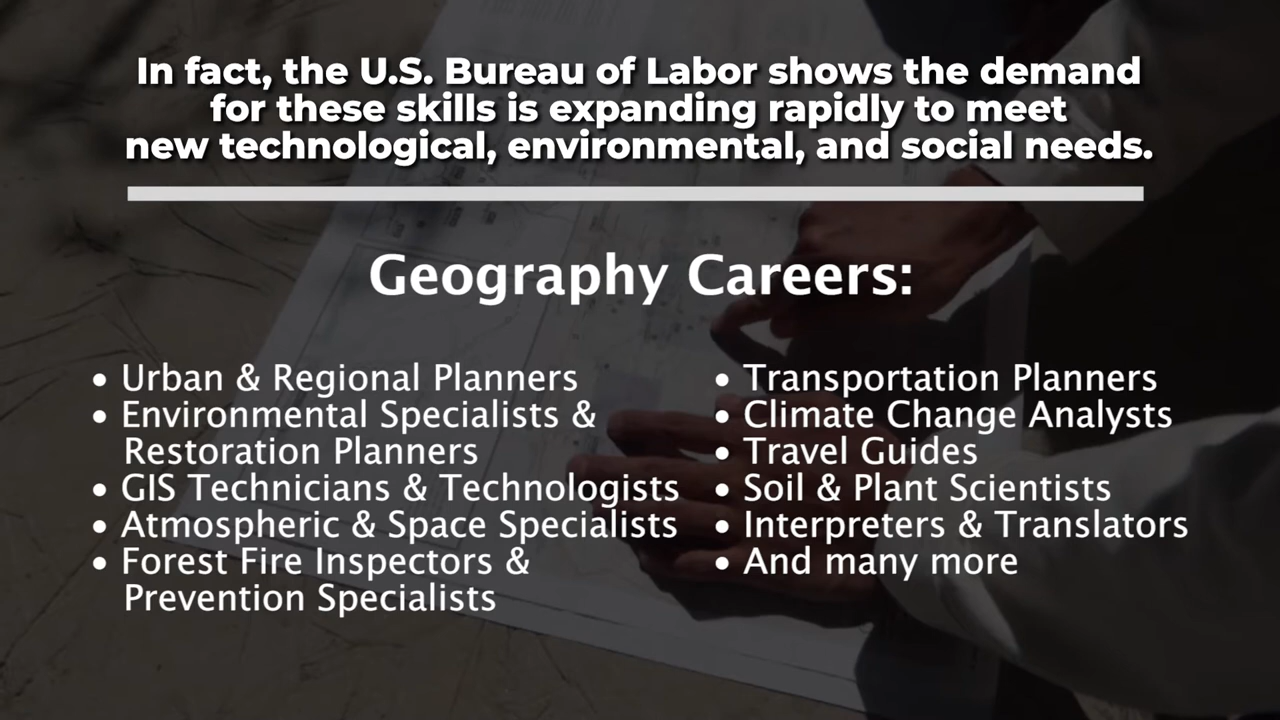 In fact, the U.S. Bureau of Labor shows the demand
for these skills is expanding rapidly to meet
new technological, environmental, and social needs.
Geography Careers:
• Urban & Regional Planners
• Environmental Specialists &
Restoration Planners
• GIS Technicians & Technologists
• Atmospheric & Space Specialists
• Forest Fire Inspectors &
Prevention Specialists
• Transportation Planners
• Climate Change Analysts
• Travel Guides
• Soil & Plant Scientists
• Interpreters & Translators
• And many more